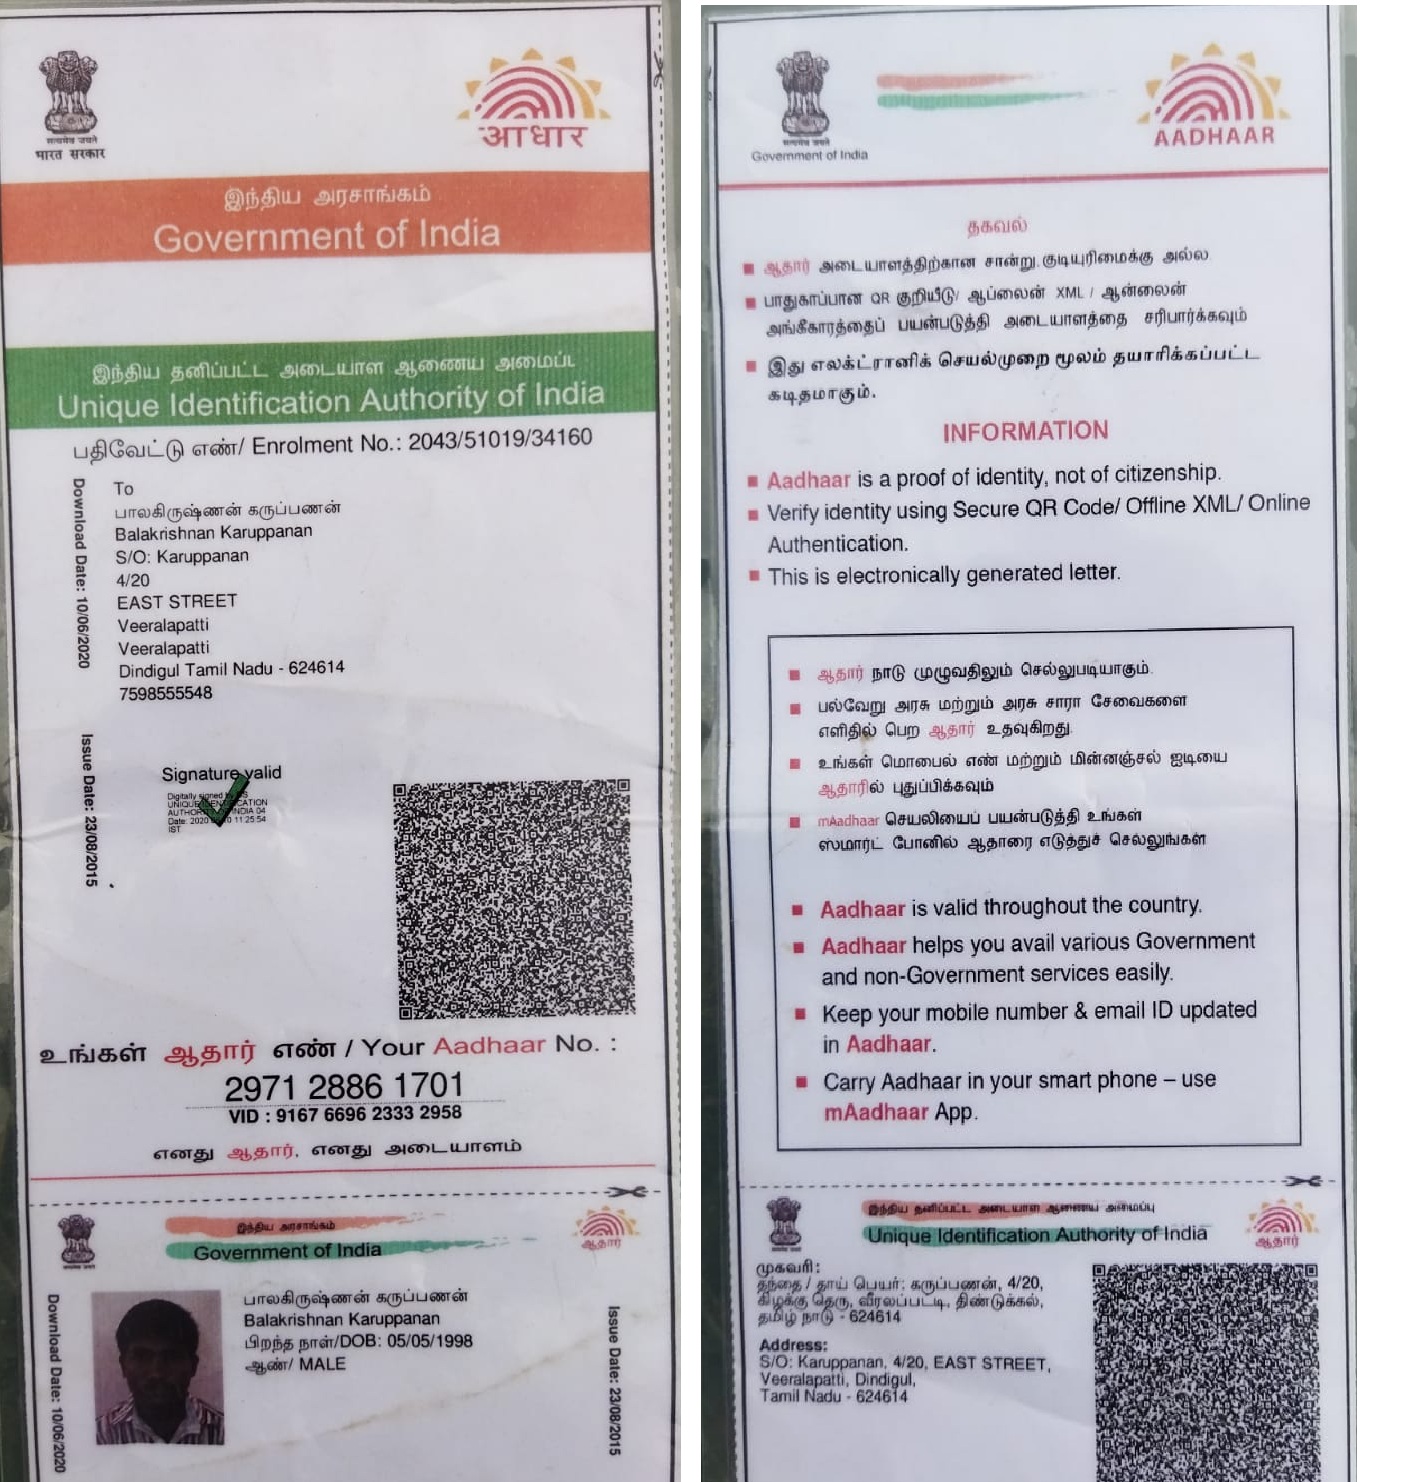 सत्यमेव जयते
भारत सरकार
आधार
இந்திய அரசாங்கம்
Government of India
இந்திய தனிப்பட்ட அடையாள ஆணைய அமைப்
Unique Identification Authority of India
பதிவேட்டு எண்/ Enrolment No.: 2043/51019/34160
Download Date: 10/06/2020
To
பாலகிருஷ்ணன் கருப்பணன்
Balakrishnan Karuppanan
S/O: Karuppanan
4/20
EAST STREET
Veeralapatti
Veeralapatti
Dindigul Tamil Nadu - 624614
7598555548
Issue Date: 23/08/2015
Signature valid
Digitally signed by DS
UNIQUE IDENTIFICATION
AUTHORITY OF INDIA 04
Date: 2020 11:25:54
IST
உங்கள் ஆதார் எண் / Your Aadhaar No. :
2971 2886 1701
VID : 9167 6696 2333 2958
எனது ஆதார், எனது அடையாளம்
இந்திய அரசாங்கம்
Government of India
ஆதார்
Download Date: 10/06/2020
பாலகிருஷ்ணன் கருப்பணன்
Balakrishnan Karuppanan
பிறந்த நாள்/DOB: 05/05/1998
ஆண்/ MALE
Issue Date: 23/08/2015
सत्यमेव जयते
Government of India
AADHAAR
தகவல்
ஆதார் அடையாளத்திற்கான சான்று, குடியுரிமைக்கு அல்ல
பாதுகாப்பான QR குறியீடு/ ஆப்லைன் XML / ஆன்லைன்
அங்கீகாரத்தைப் பயன்படுத்தி அடையாளத்தை சரிபார்க்கவும்
இது எலக்ட்ரானிக் செயல்முறை மூலம் தயாரிக்கப்பட்ட
கடிதமாகும்.
INFORMATION
Aadhaar is a proof of identity, not of citizenship.
Verify identity using Secure QR Code/ Offline XML/ Online
Authentication.
This is electronically generated letter.
ஆதார் நாடு முழுவதிலும் செல்லுபடியாகும்.
பல்வேறு அரசு மற்றும் அரசு சாரா சேவைகளை
எளிதில் பெற ஆதார் உதவுகிறது.
உங்கள் மொபைல் எண் மற்றும் மின்னஞ்சல் ஐடியை
ஆதாரில் புதுப்பிக்கவும்
mAadhaar செயலியைப் பயன்படுத்தி உங்கள்
ஸ்மார்ட் போனில் ஆதாரை எடுத்துச் செல்லுங்கள்
Aadhaar is valid throughout the country.
Aadhaar helps you avail various Government
and non-Government services easily.
Keep your mobile number & email ID updated
in Aadhaar.
Carry Aadhaar in your smart phone – use
mAadhaar App.
இந்திய தனிப்பட்ட அடையாள ஆணைய அமைப்பு
Unique Identification Authority of India
ஆதார்
முகவரி:
தந்தை / தாய் பெயர்: கருப்பணன், 4/20,
கிழக்கு தெரு, வீரலப்பட்டி, திண்டுக்கல்,
தமிழ் நாடு - 624614
Address:
S/O: Karuppanan, 4/20, EAST STREET,
Veeralapatti, Dindigul,
Tamil Nadu - 624614